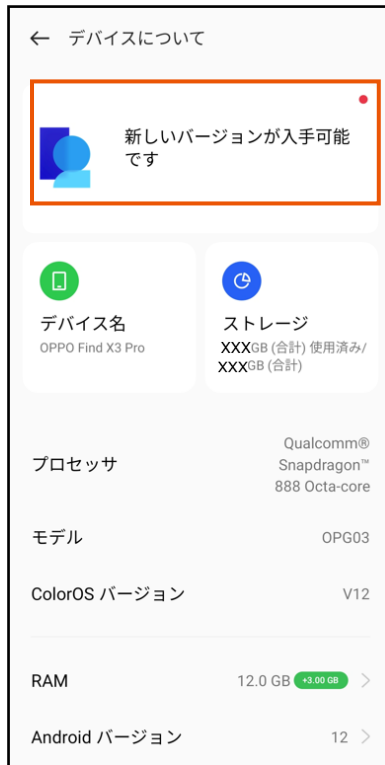 ← デバイスについて
新しいバージョンが入手可能
です
デバイス名
OPPO Find X3 Pro
ストレージ
XXXGB (合計) 使用済み/
XXXGB (合計)
プロセッサ
Qualcomm®
Snapdragon™
888 Octa-core
モデル
OPG03
ColorOS バージョン
V12
RAM
12.0 GB +3.00 GB
Android バージョン
12